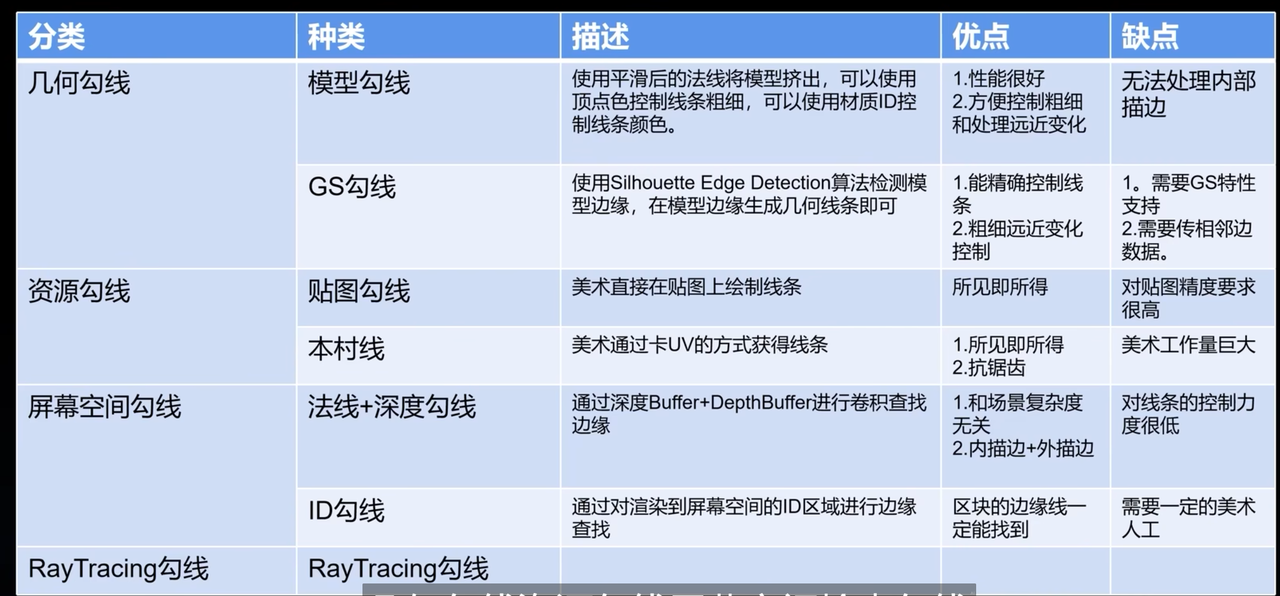 分类 种类 描述 优点 缺点
几何勾线
模型勾线
使用平滑后的法线将模型挤出，可以使用
顶点色控制线条粗细，可以使用材质ID控
制线条颜色。
1.性能很好
2.方便控制粗细
和处理远近变化
无法处理内部
描边
GS勾线
使用Silhouette Edge Detection算法检测模
型边缘，在模型边缘生成几何线条即可
1.能精确控制线
条
2.粗细远近变化
控制
1。需要GS特性
支持
2.需要传相邻边
数据。
资源勾线
贴图勾线
美术直接在贴图上绘制线条
所见即所得
对贴图精度要求
很高
本村线
美术通过卡UV的方式获得线条
1.所见即所得
2.抗锯齿
美术工作量巨大
屏幕空间勾线
法线+深度勾线
通过深度Buffer+DepthBuffer进行卷积查找
边缘
1.和场景复杂度
无关
2.内描边+外描边
对线条的控制力
度很低
ID勾线
通过对渲染到屏幕空间的ID区域进行边缘
查找
区块的边缘线一
定能找到
需要一定的美术
人工
RayTracing勾线
RayTracing勾线